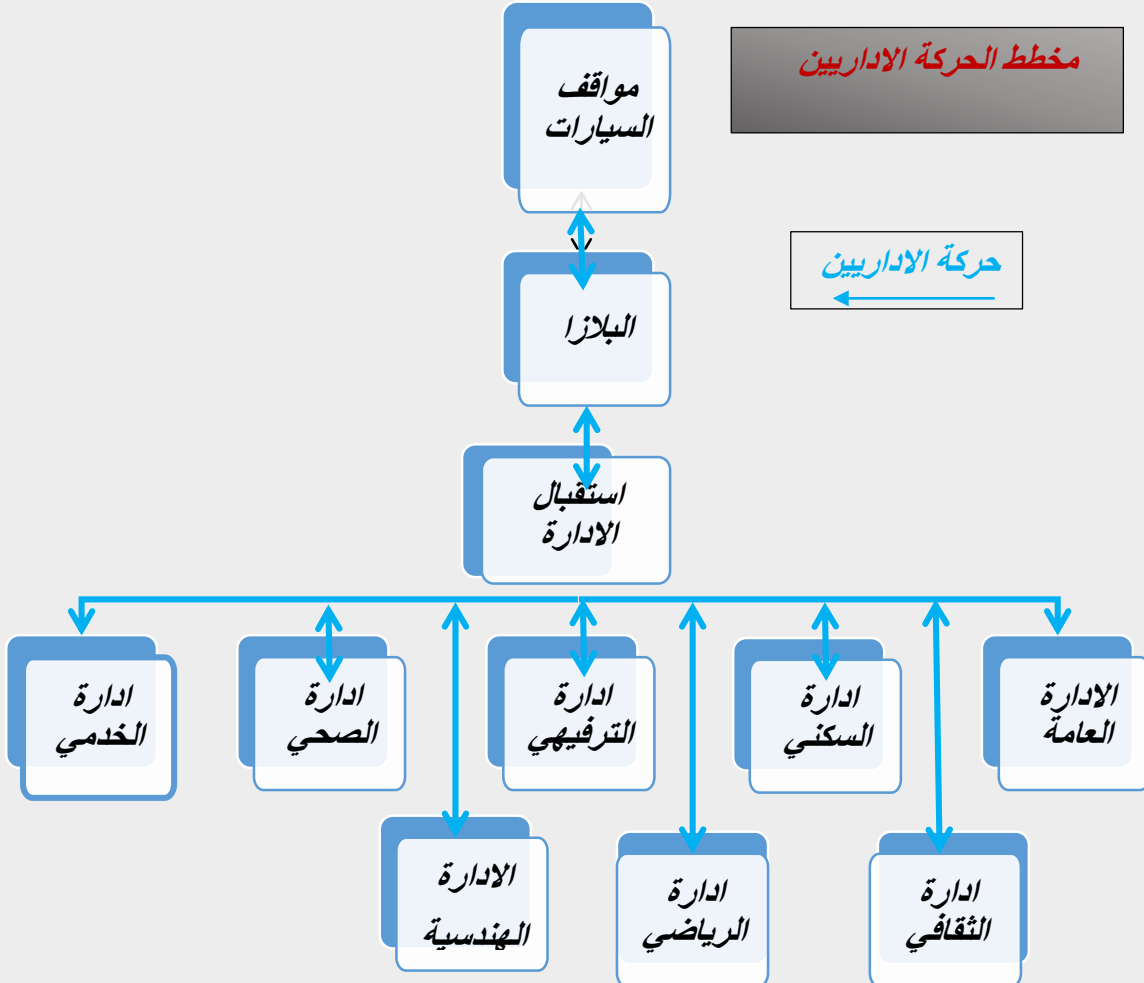 مخطط الحركة الاداريين
مواقف
السيارات
حركة الاداريين
البلازا
استقبال
الادارة
الادارة
العامة
ادارة
السكني
ادارة
الترفيهي
ادارة
الصحي
ادارة
الخدمي
ادارة
الثقافي
ادارة
الرياضي
الادارة
الهندسية